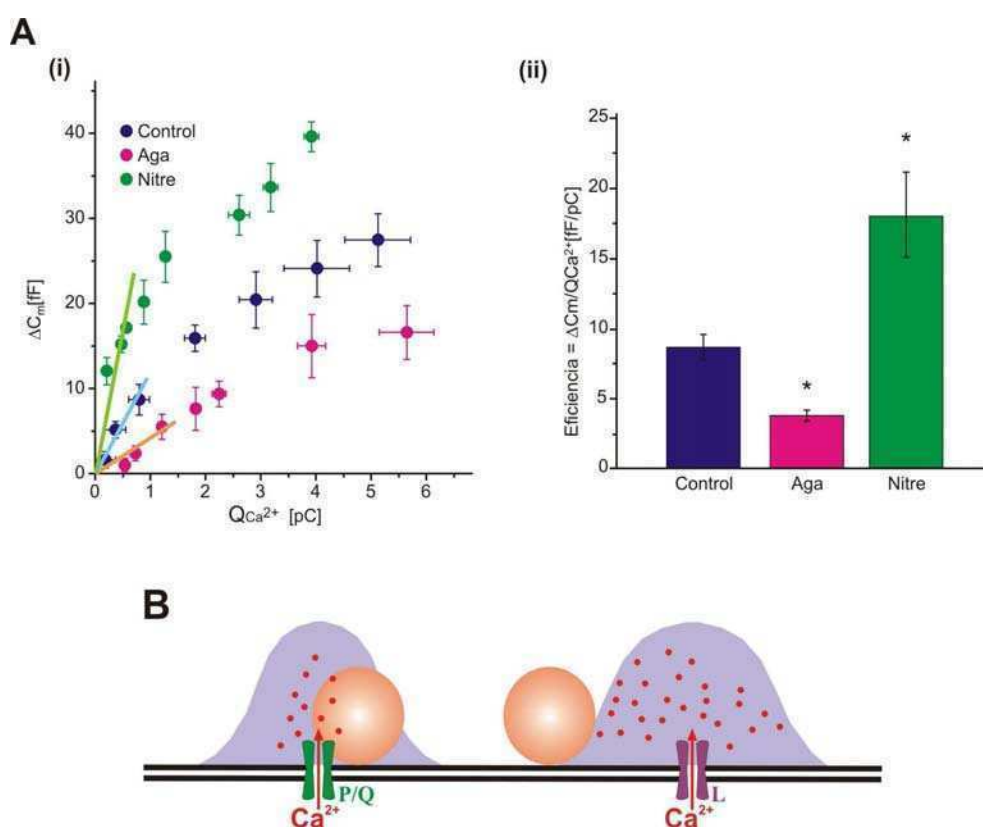 A
(i)
Control
Aga
Nitre
40
30
20
10
0
ΔCm[fF]
0 1 2 3 4 5 6
QCa²⁺ [pC]
(ii)
25
20
15
10
5
0
Eficiencia = ΔCm/QCa²⁺[fF/pC]
*
*
Control Aga Nitre
B
P/Q
Ca²⁺
L
Ca²⁺